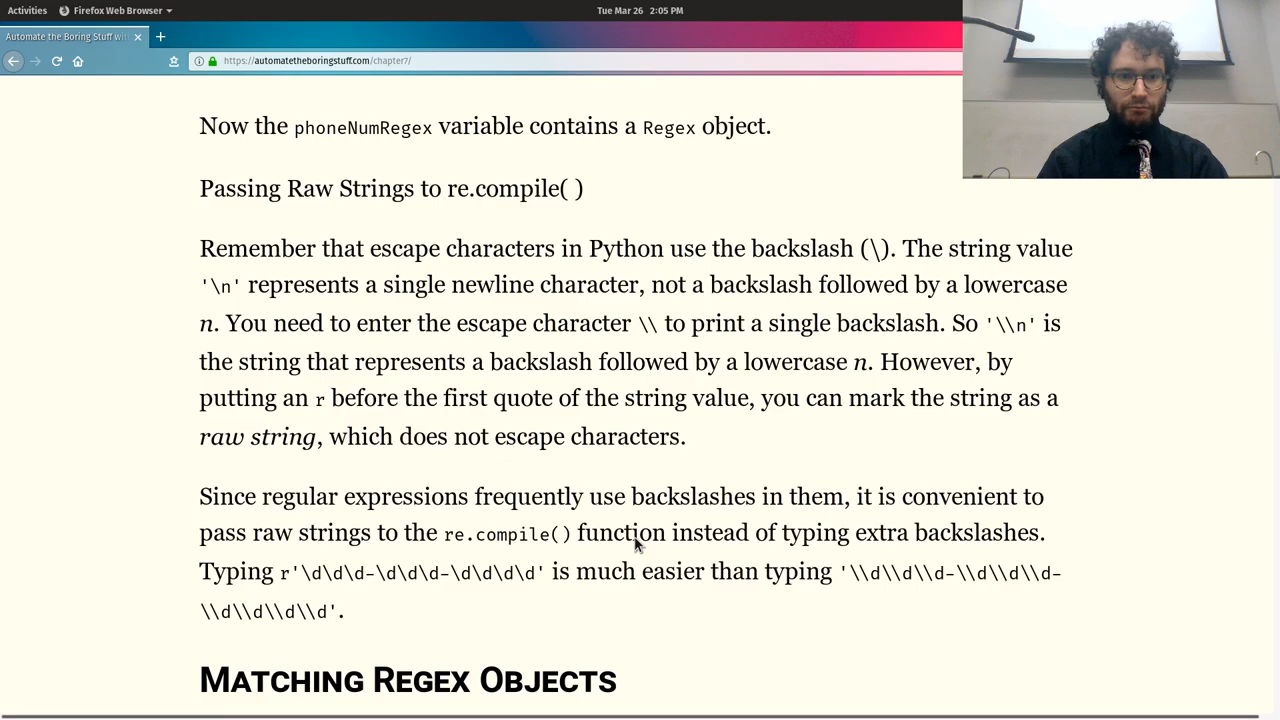 Activities Firefox Web Browser Tue Mar 26 2:05 PM
Automate the Boring Stuff wit
https://automatetheboringstuff.com/chapter7/
Now the phoneNumRegex variable contains a Regex object.
Passing Raw Strings to re.compile( )
Remember that escape characters in Python use the backslash (\). The string value
'\n' represents a single newline character, not a backslash followed by a lowercase
n. You need to enter the escape character \\ to print a single backslash. So '\\n' is
the string that represents a backslash followed by a lowercase n. However, by
putting an r before the first quote of the string value, you can mark the string as a
raw string, which does not escape characters.
Since regular expressions frequently use backslashes in them, it is convenient to
pass raw strings to the re.compile() function instead of typing extra backslashes.
Typing r'\d\d\d-\d\d\d-\d\d\d\d' is much easier than typing '\\d\\d\\d-\\d\\d\\d-
\\d\\d\\d\\d'.
MATCHING REGEX OBJECTS